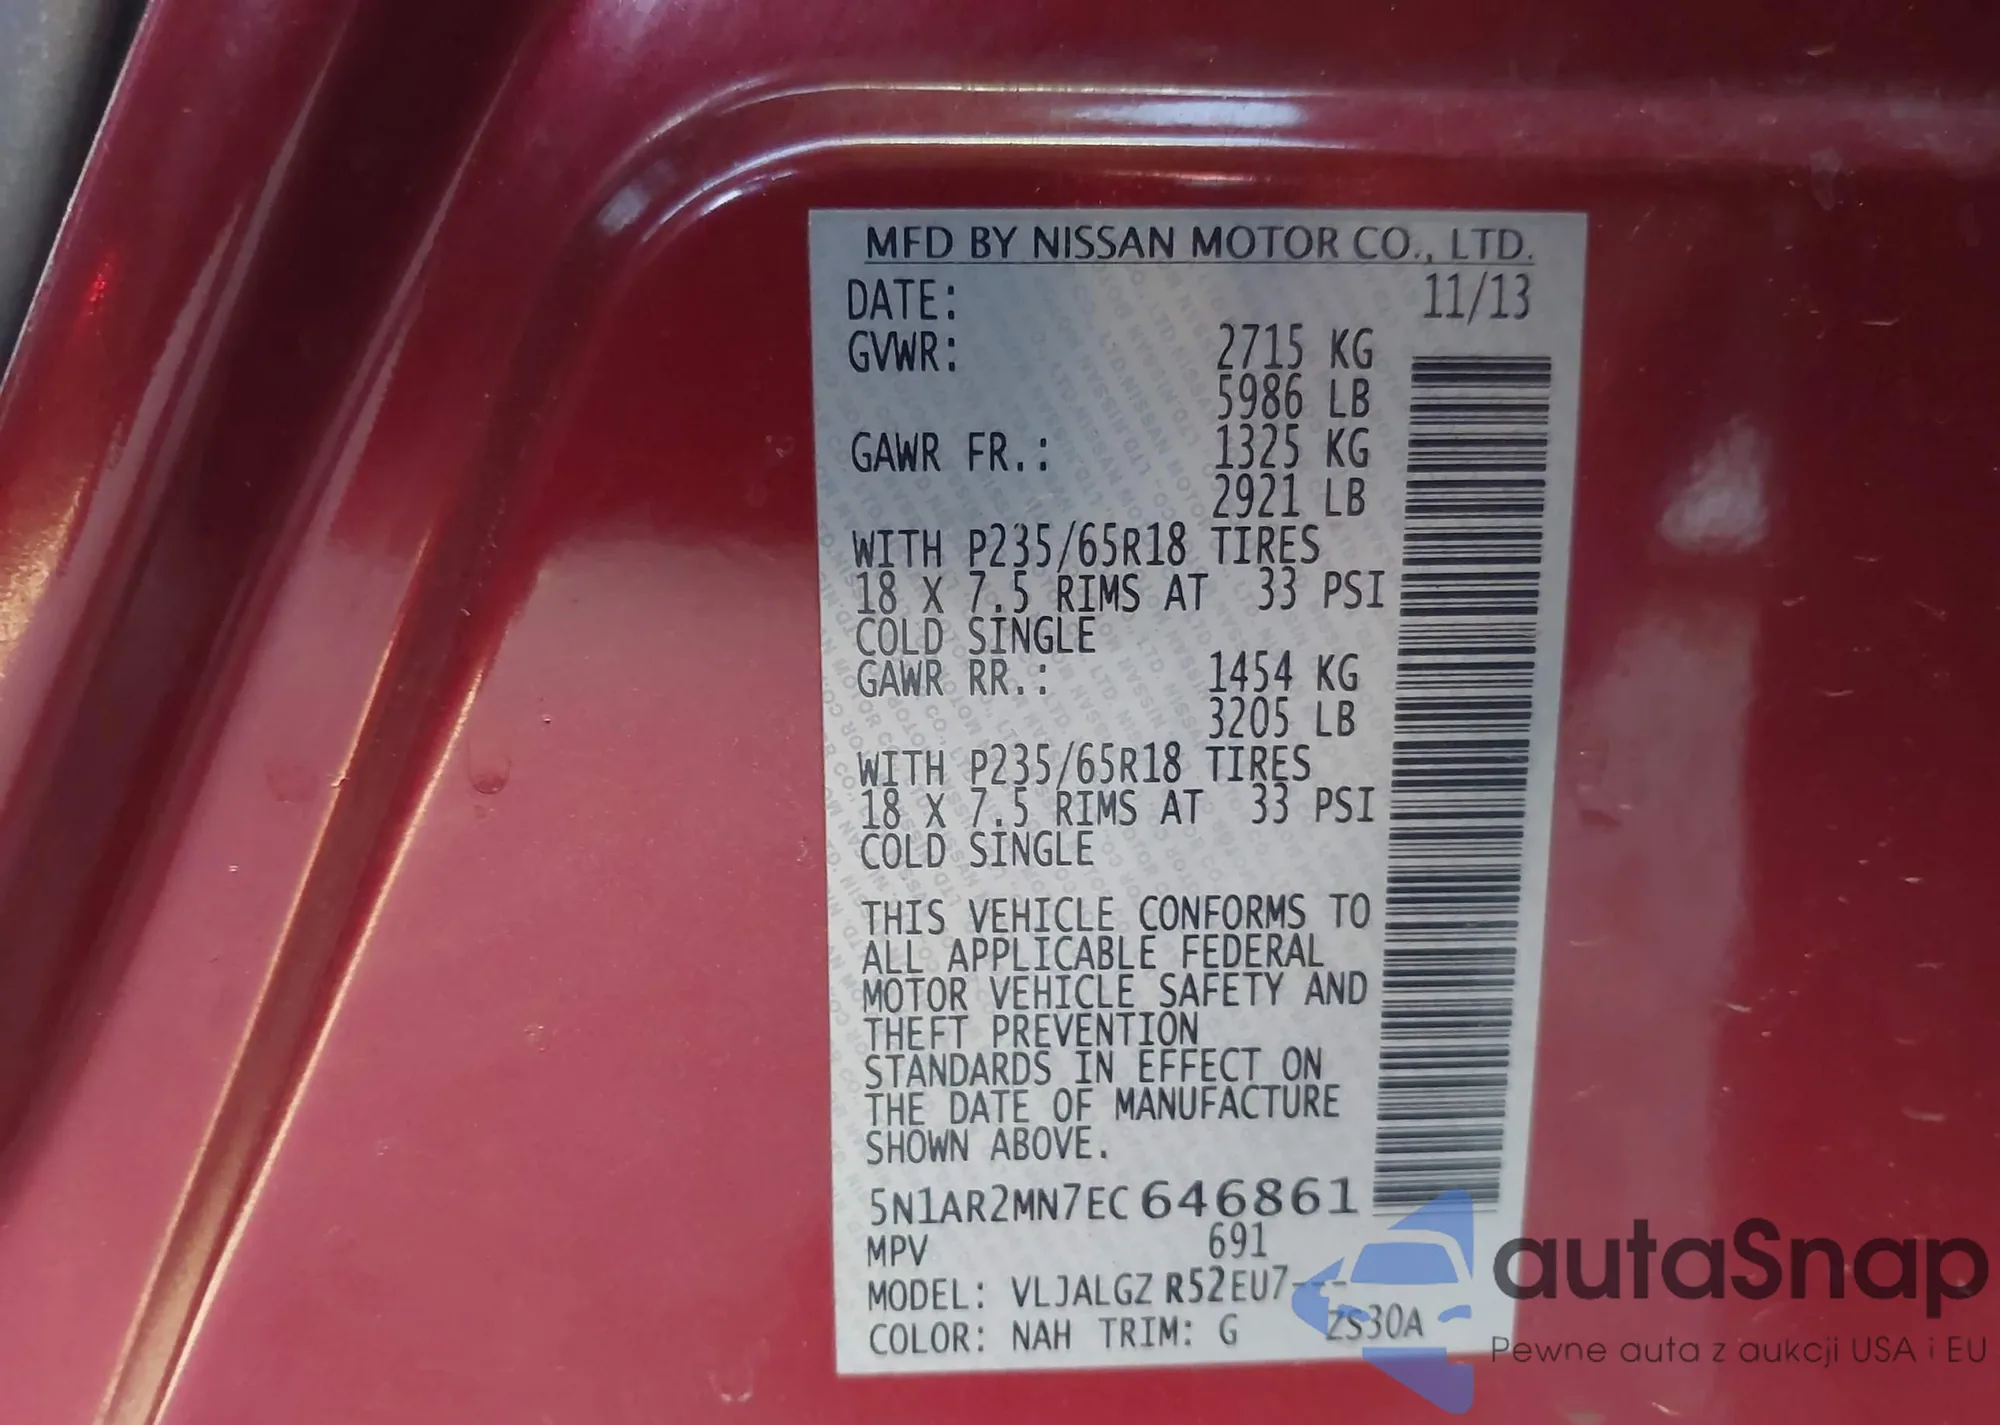 MFD BY NISSAN MOTOR CO., LTD.
DATE: 11/13
GVWR: 2715 KG
5986 LB
GAWR FR.: 1325 KG
2921 LB
WITH P235/65R18 TIRES
18 X 7.5 RIMS AT 33 PSI
COLD SINGLE
GAWR RR.: 1454 KG
3205 LB
WITH P235/65R18 TIRES
18 X 7.5 RIMS AT 33 PSI
COLD SINGLE
THIS VEHICLE CONFORMS TO
ALL APPLICABLE FEDERAL
MOTOR VEHICLE SAFETY AND
THEFT PREVENTION
STANDARDS IN EFFECT ON
THE DATE OF MANUFACTURE
SHOWN ABOVE.
5N1AR2MN7EC646861
MPV 691
MODEL: VLJALGZ R52EU7---
COLOR: NAH TRIM: G ZS30A
autaSnap
Pewne auta z aukcji USA i EU